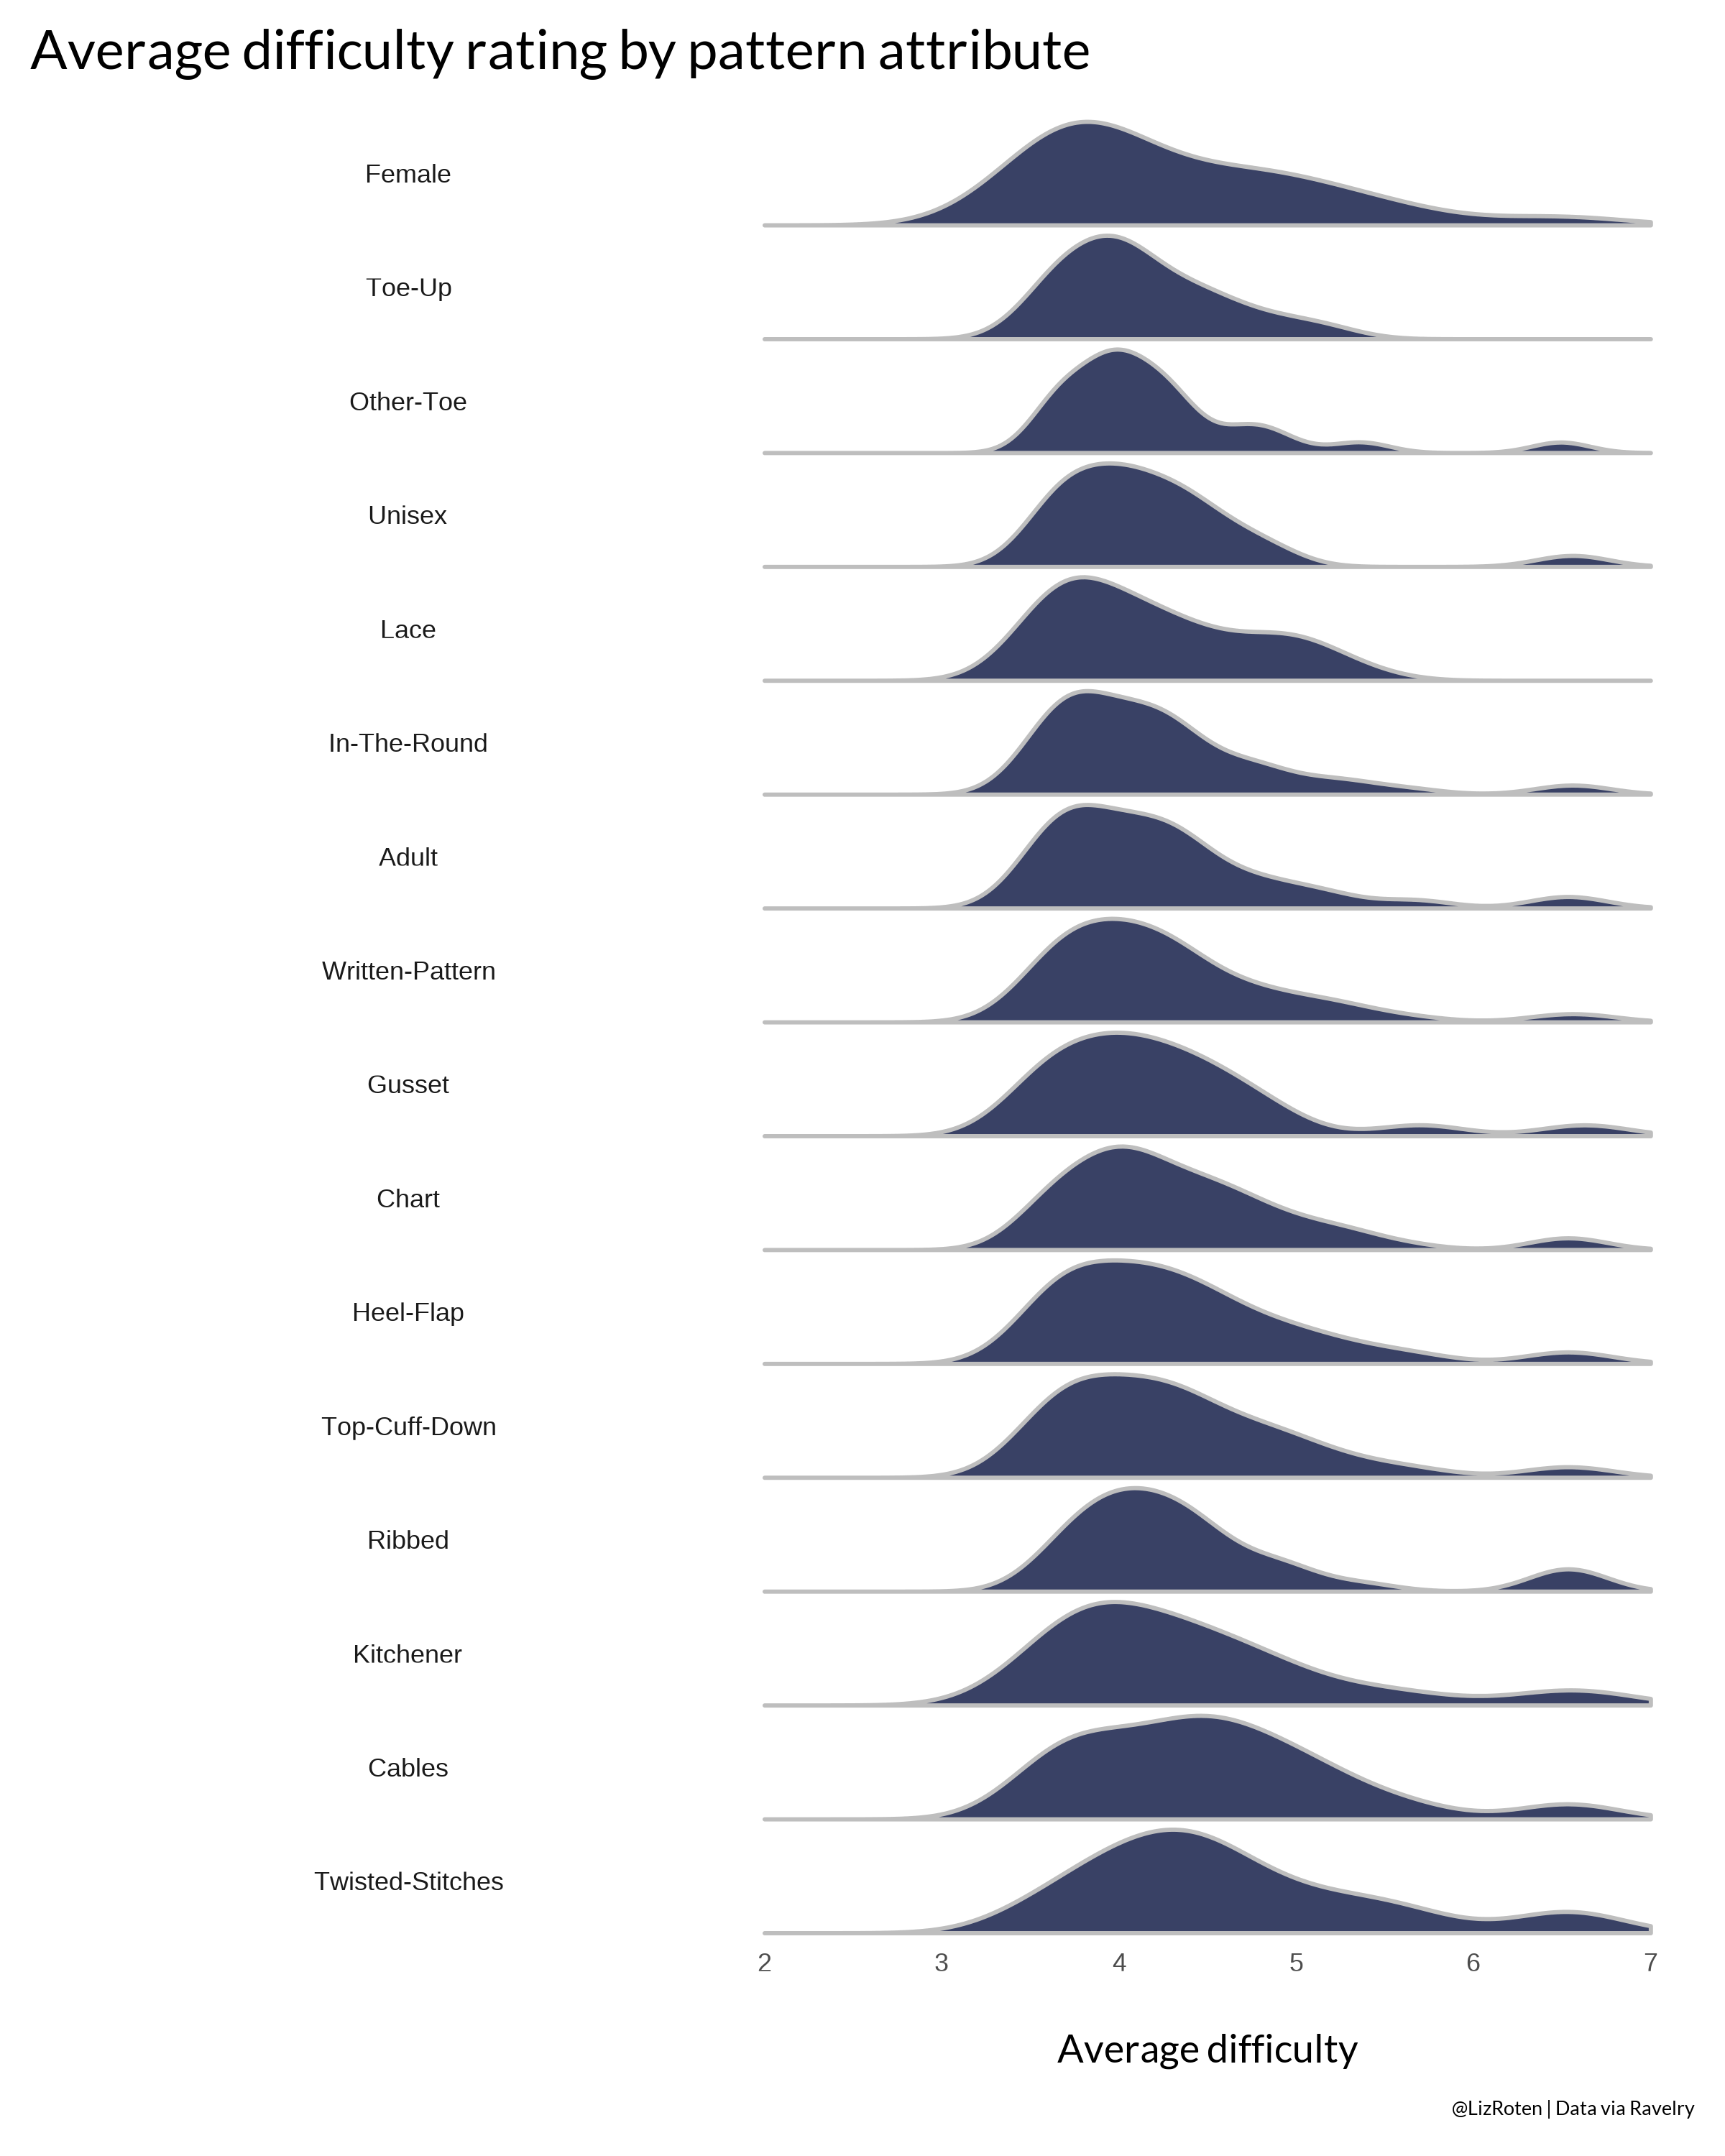 Average difficulty rating by pattern attribute
Female
Toe-Up
Other-Toe
Unisex
Lace
In-The-Round
Adult
Written-Pattern
Gusset
Chart
Heel-Flap
Top-Cuff-Down
Ribbed
Kitchener
Cables
Twisted-Stitches
2 3 4 5 6 7
Average difficulty
@LizRoten | Data via Ravelry